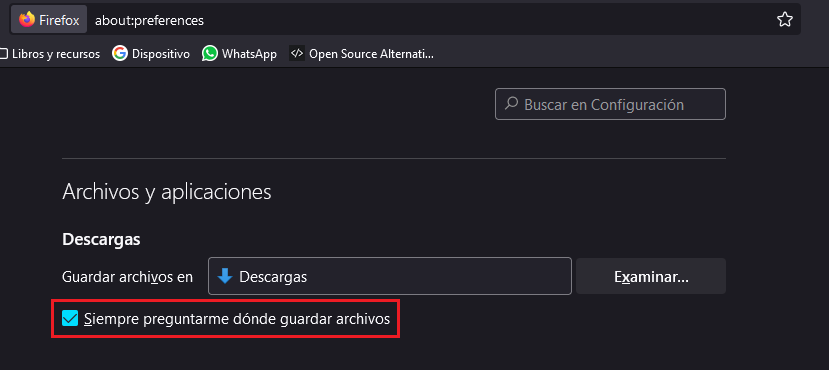 Firefox about:preferences
Libros y recursos Dispositivo WhatsApp Open Source Alternati...
Buscar en Configuración
Archivos y aplicaciones
Descargas
Guardar archivos en Descargas Examinar...
Siempre preguntarme dónde guardar archivos